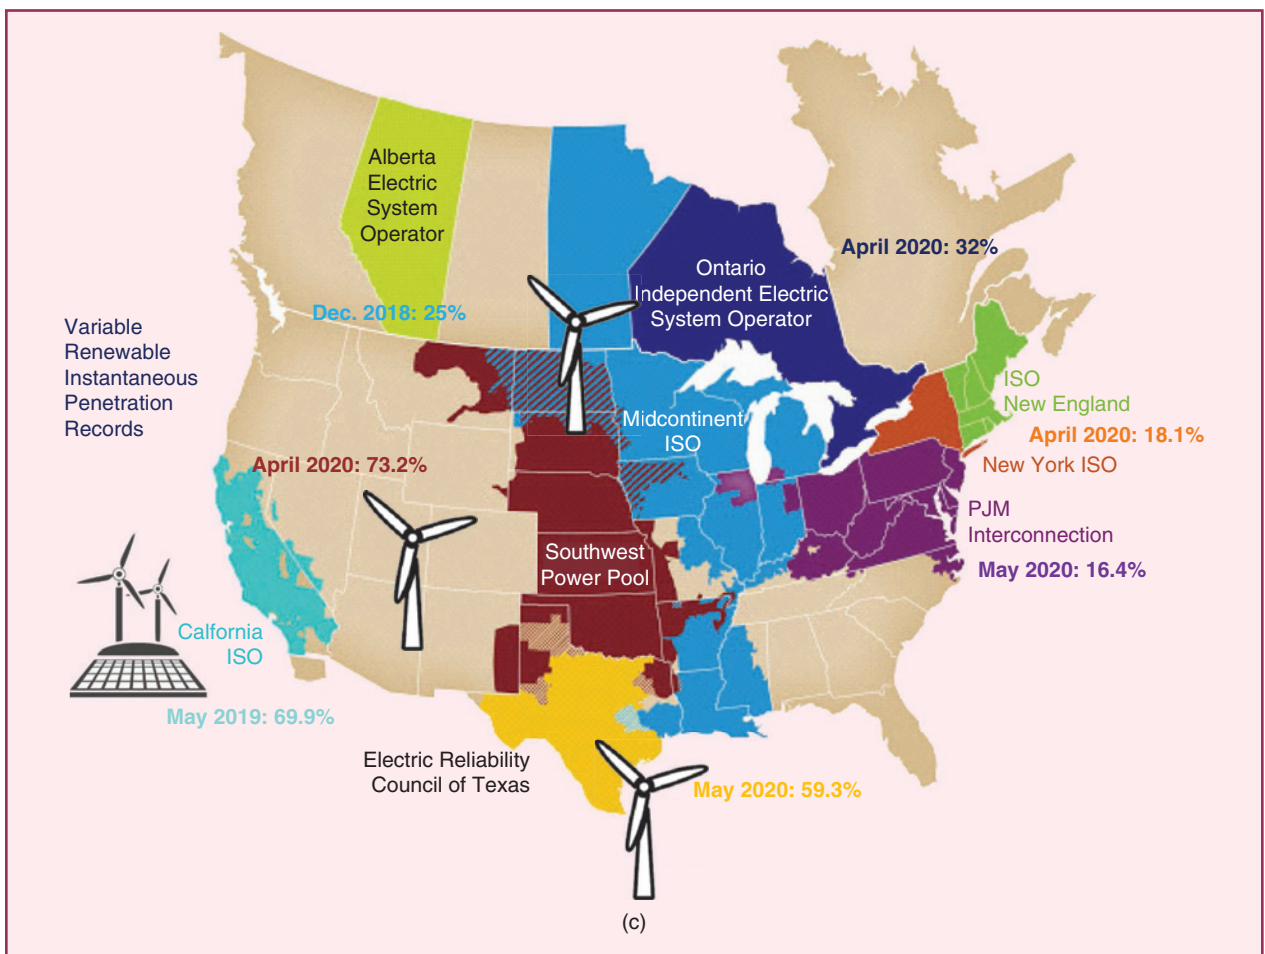 Alberta
Electric
System
Operator
April 2020: 32%
Ontario
Independent Electric
System Operator
Dec. 2018: 25%
Variable
Renewable
Instantaneous
Penetration
Records
ISO
New England
April 2020: 18.1%
Midcontinent
ISO
New York ISO
April 2020: 73.2%
PJM
Interconnection
May 2020: 16.4%
Southwest
Power Pool
Calfornia
ISO
May 2019: 69.9%
Electric Reliability
Council of Texas
May 2020: 59.3%
(c)